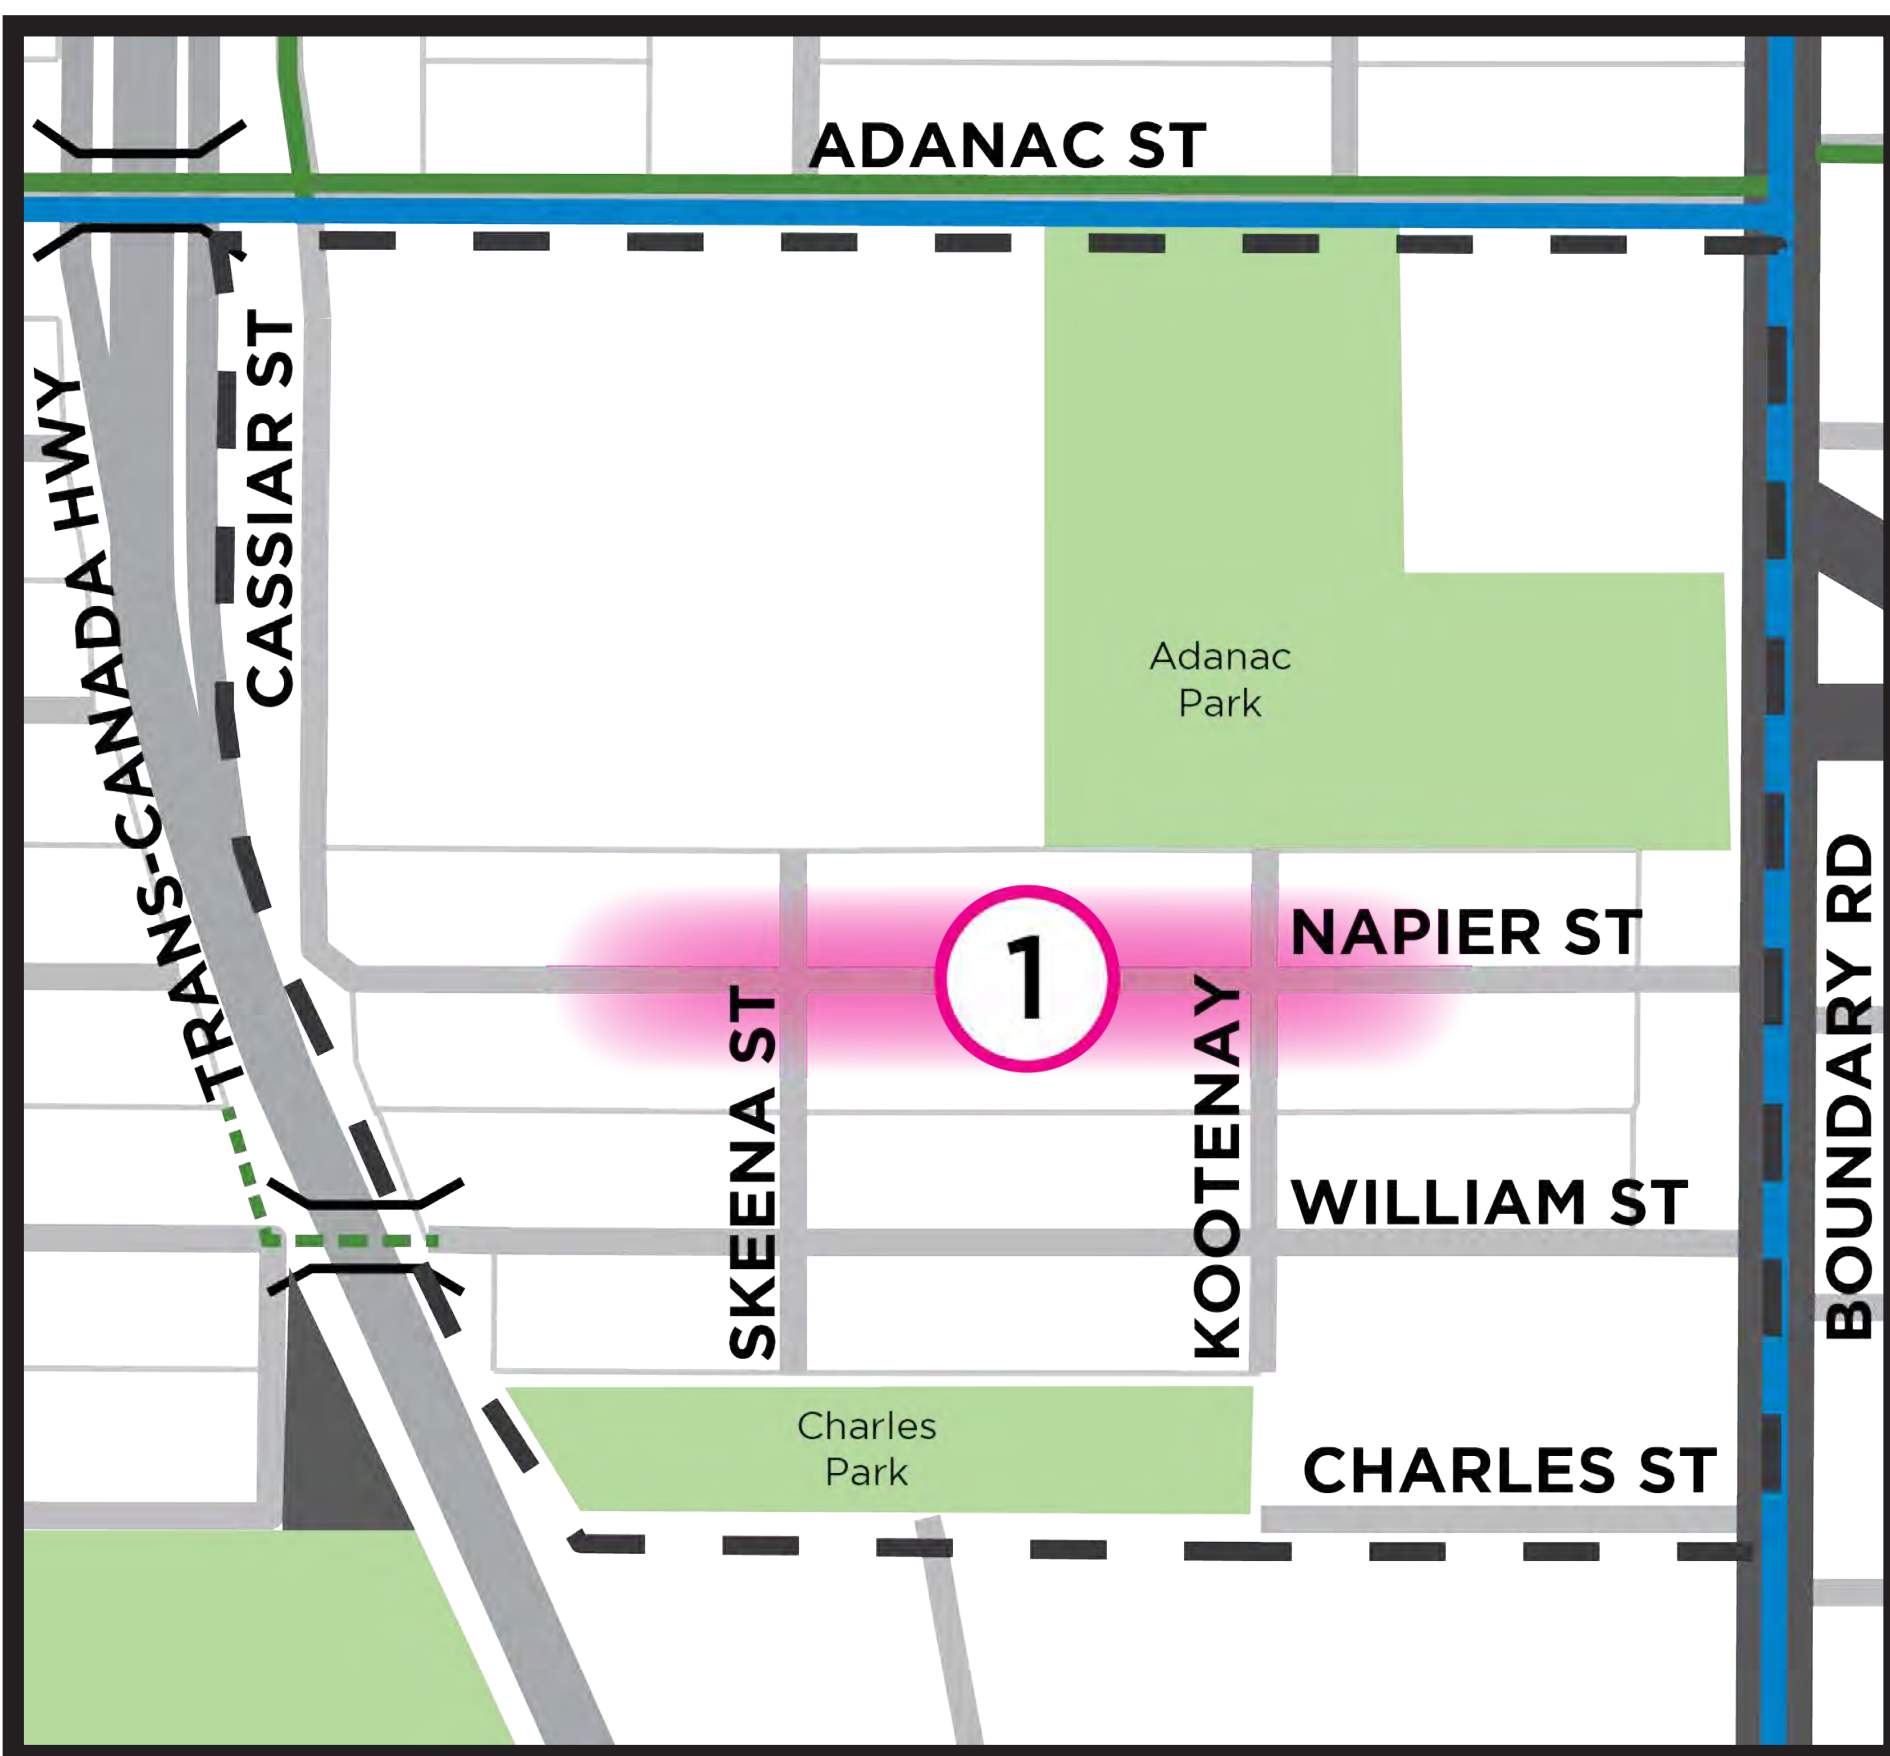 ADANAC ST
CASSIAR ST
TRANS-CANADA HWY
Adanac
Park
NAPIER ST
1
SKEENA ST
KOOTENAY
WILLIAM ST
BOUNDARY RD
Charles
Park
CHARLES ST